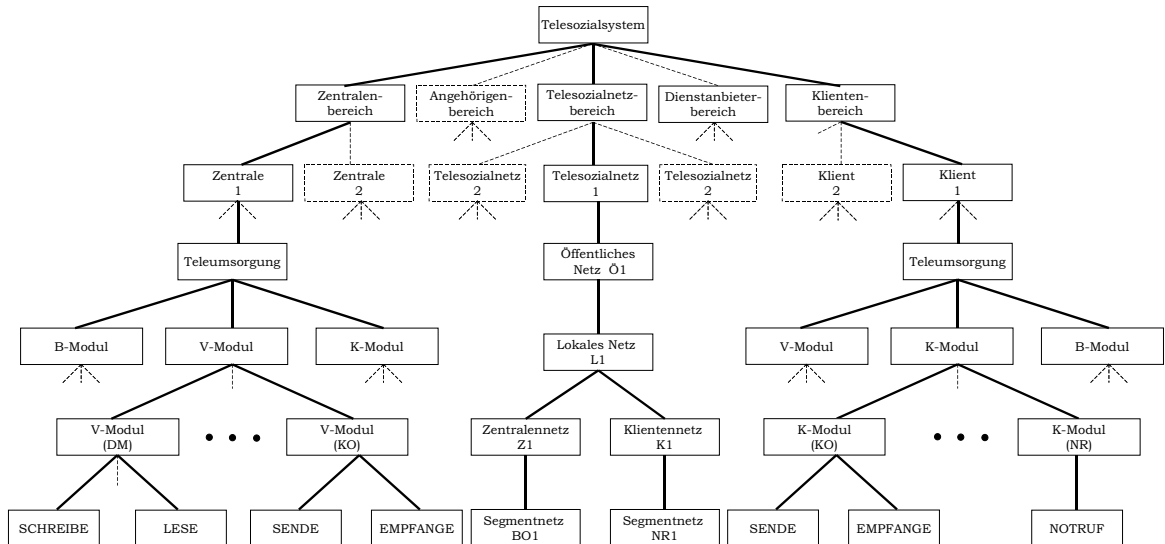 Telesozialsystem
Zentralen-
bereich
Angehörigen-
bereich
Telesozialnetz-
bereich
Dienstanbieter-
bereich
Klienten-
bereich
Zentrale
1
Zentrale
2
Telesozialnetz
2
Telesozialnetz
1
Telesozialnetz
2
Klient
2
Klient
1
Teleumsorgung
Öffentliches
Netz Ö1
Teleumsorgung
B-Modul
V-Modul
K-Modul
Lokales Netz
L1
V-Modul
K-Modul
B-Modul
V-Modul
(DM)
V-Modul
(KO)
Zentralennetz
Z1
Klientennetz
K1
K-Modul
(KO)
K-Modul
(NR)
SCHREIBE
LESE
SENDE
EMPFANGE
Segmentnetz
BO1
Segmentnetz
NR1
SENDE
EMPFANGE
NOTRUF